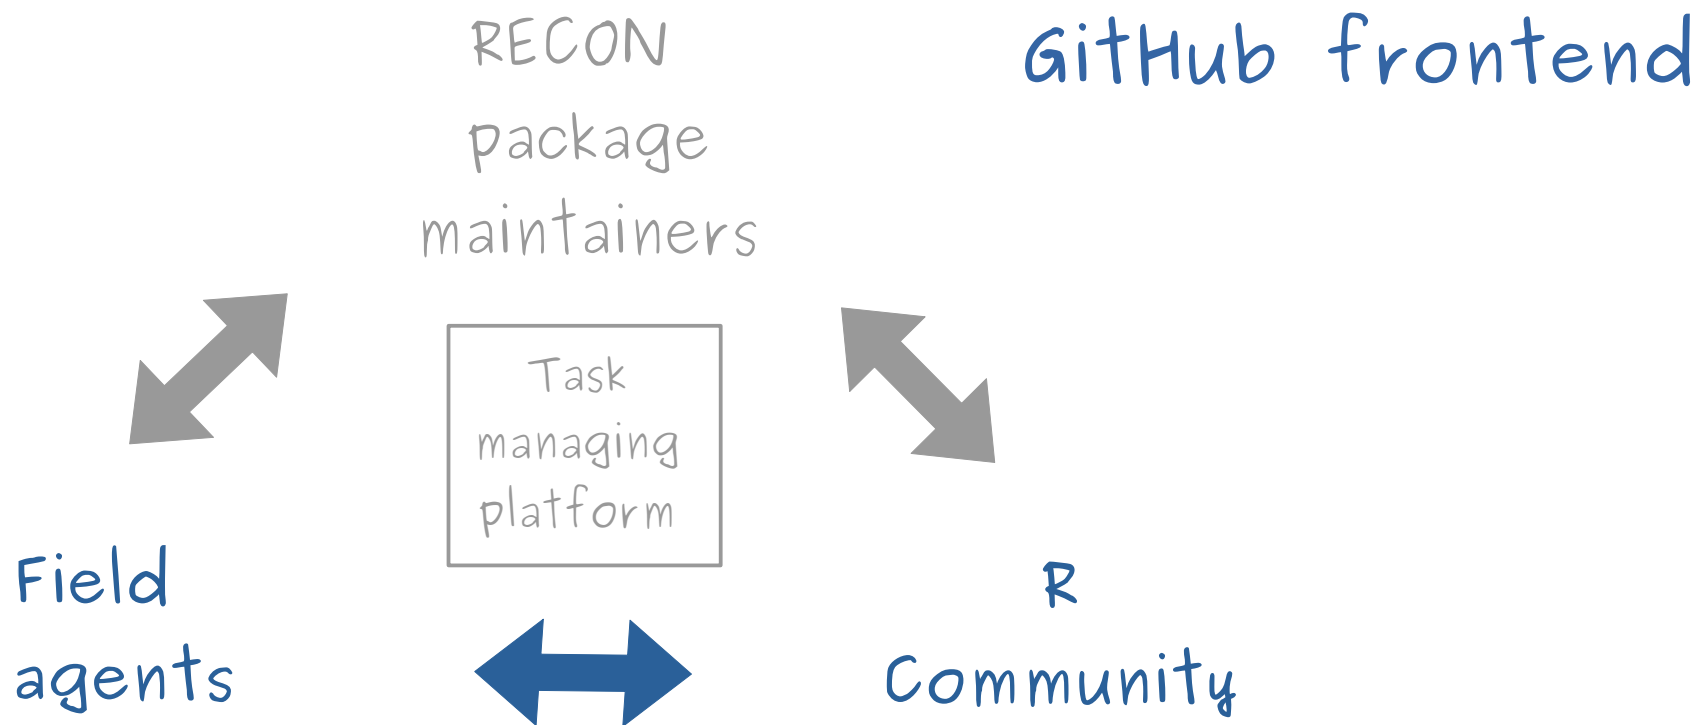 RECON
package
maintainers
GitHub frontend
Task
managing
platform
Field
agents
R
Community